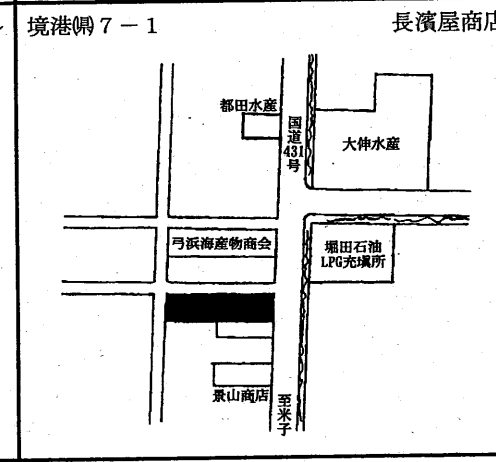 境港㈲7－1
長濱屋商店
都田水産
国道431号
大伸水産
弓浜海産物商会
堀田石油
LPG充填所
景山商店
至米子